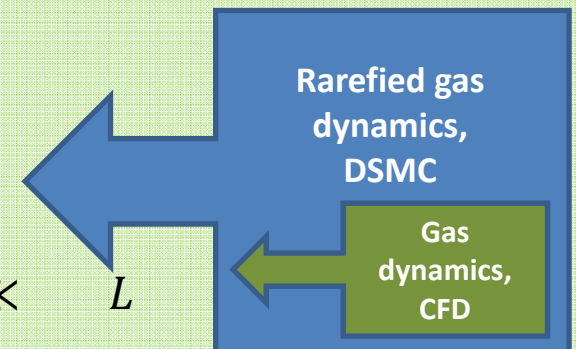 Rarefied gas
dynamics,
DSMC
Gas
dynamics,
CFD
L